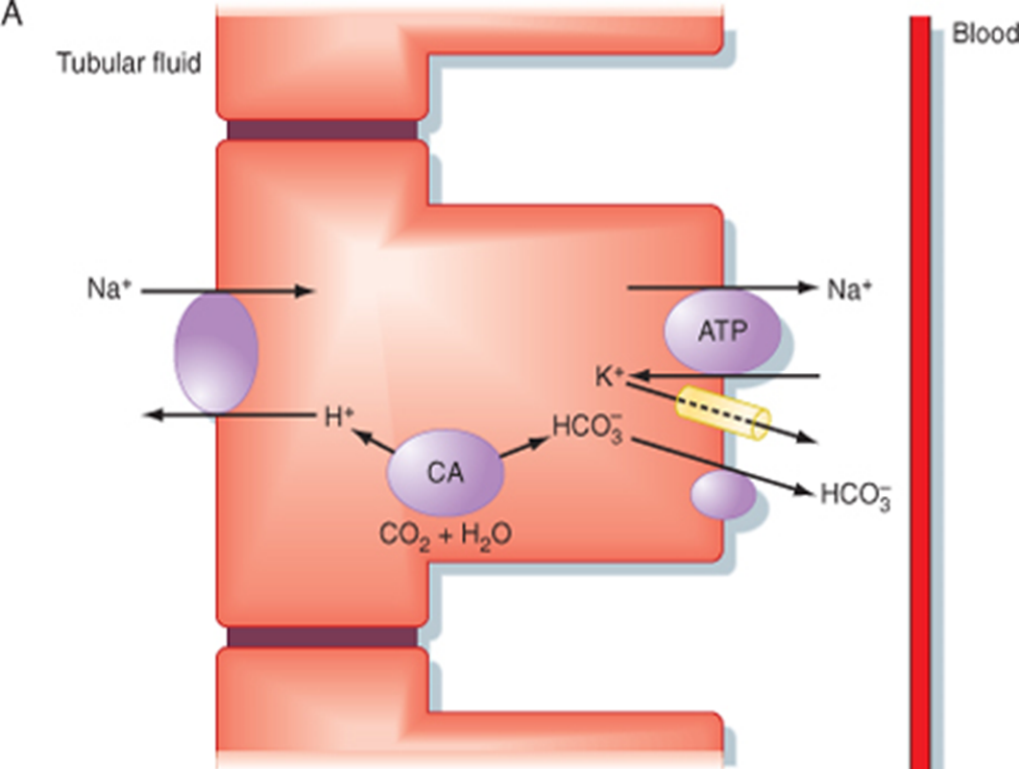 A
Blood
Tubular fluid
Na⁺
Na⁺
ATP
K⁺
H⁺
HCO₃⁻
CA
HCO₃⁻
CO₂ + H₂O